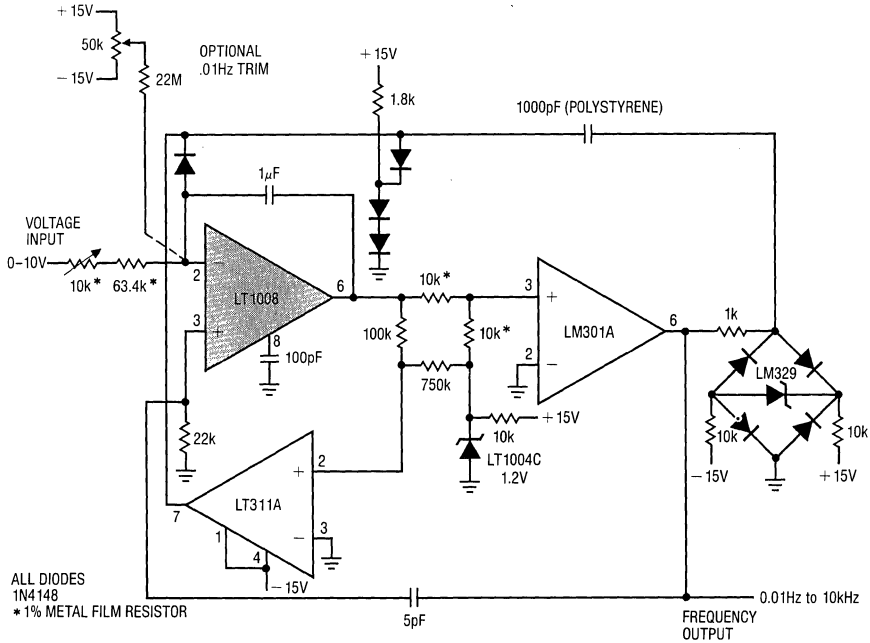 +15V
50k
−15V
22M
OPTIONAL
.01Hz TRIM
+15V
1.8k
1000pF (POLYSTYRENE)
1μF
VOLTAGE
INPUT
0–10V
10k*
63.4k*
2
−
LT1008
6
3
+
8
100pF
22k
10k*
100k
10k*
750k
10k
+15V
LT1004C
1.2V
3
+
LM301A
6
2
−
1k
LM329
10k
10k
−15V
+15V
2
+
LT311A
7
1
4
−
3
−15V
ALL DIODES
1N4148
* 1% METAL FILM RESISTOR
5pF
0.01Hz to 10kHz
FREQUENCY
OUTPUT